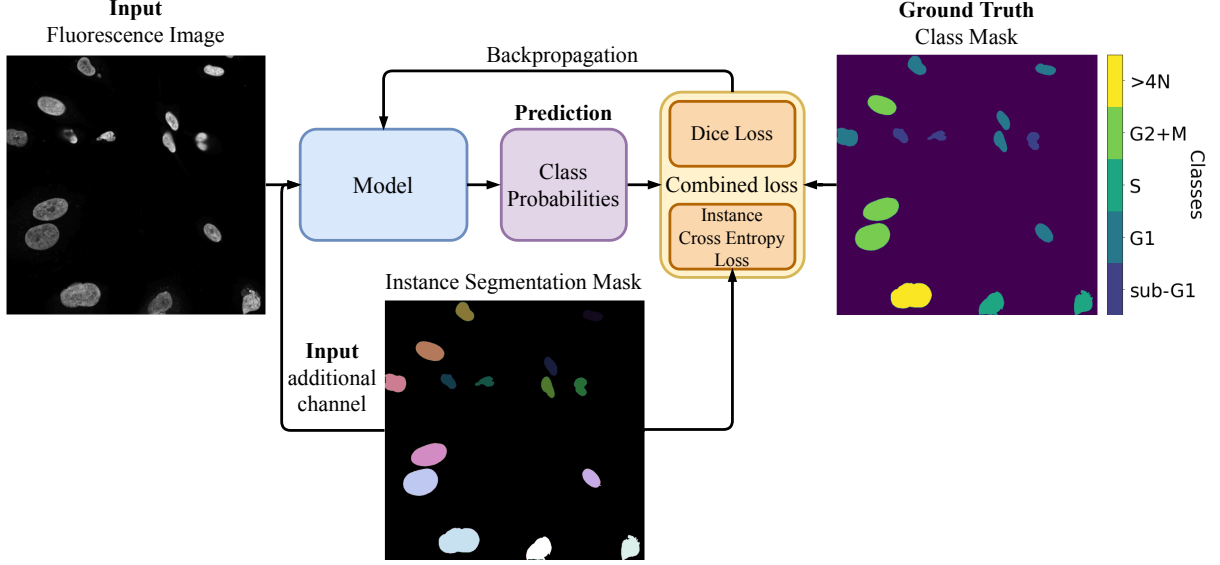 Input
Fluorescence Image
Ground Truth
Class Mask
Backpropagation
Prediction
Model
Class
Probabilities
Dice Loss
Combined loss
Instance
Cross Entropy
Loss
>4N
G2+M
S
G1
sub-G1
Classes
Instance Segmentation Mask
Input
additional
channel